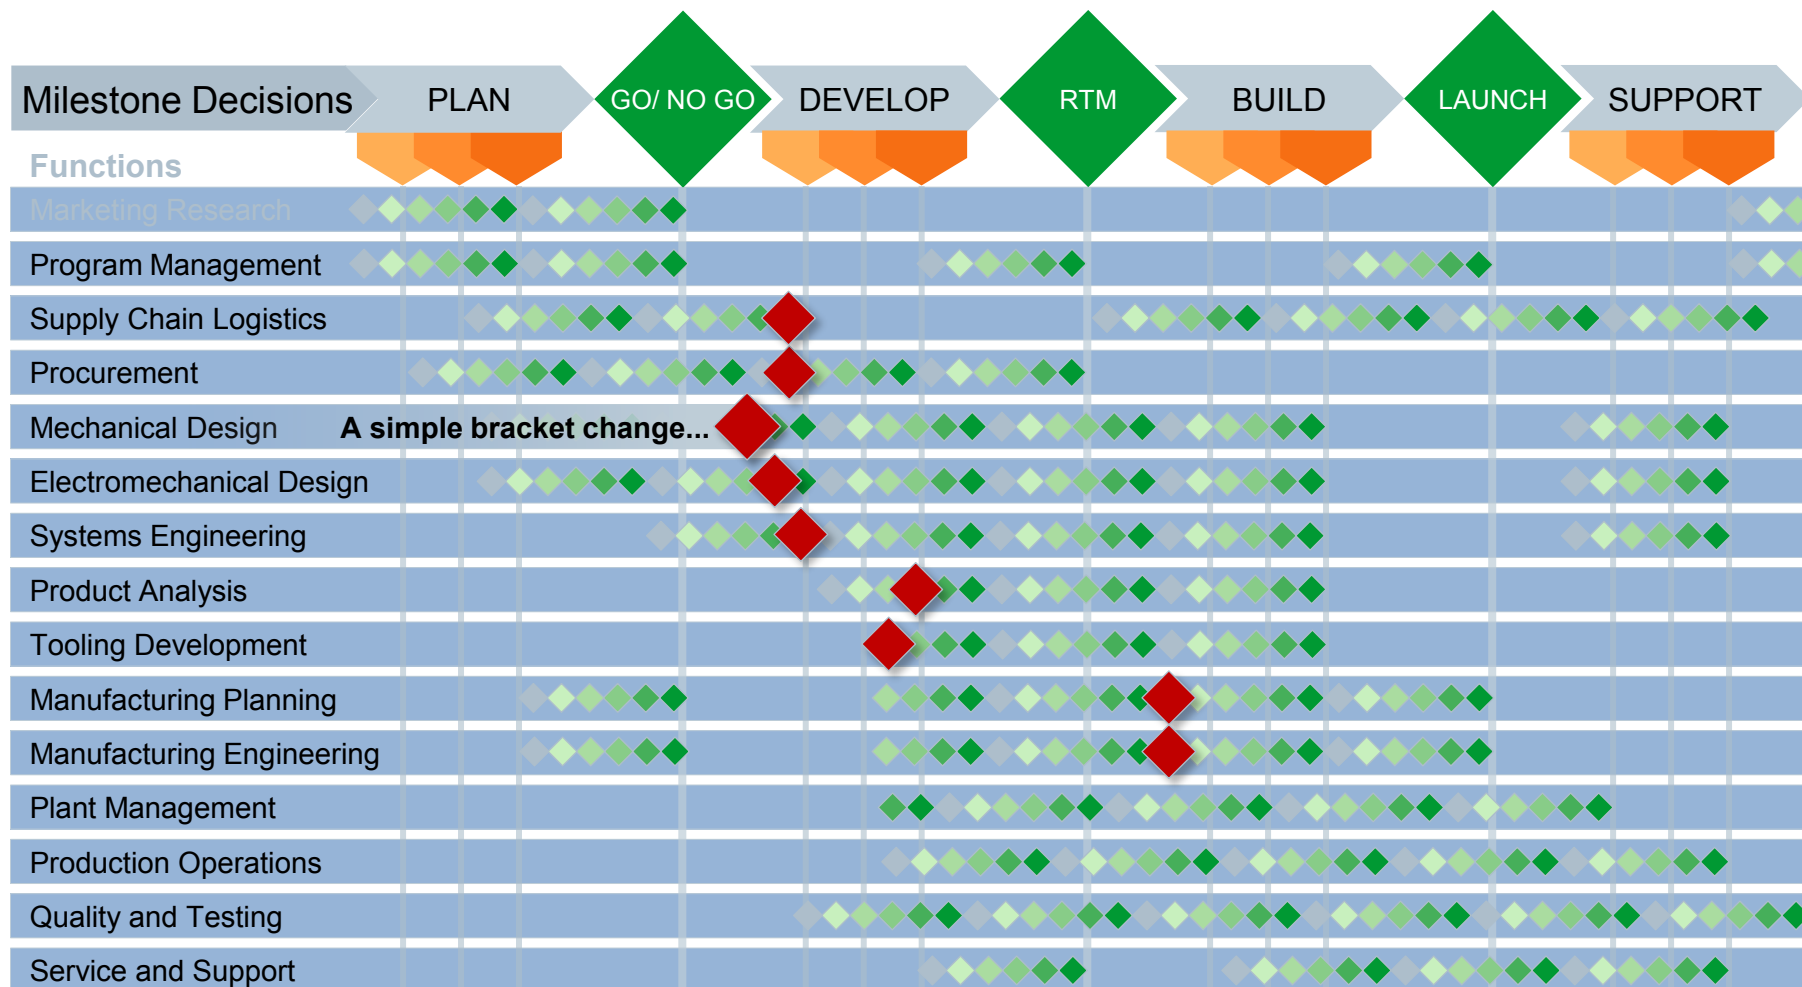 Milestone Decisions PLAN GO/ NO GO DEVELOP RTM BUILD LAUNCH SUPPORT
Functions
Marketing Research
Program Management
Supply Chain Logistics
Procurement
Mechanical Design A simple bracket change...
Electromechanical Design
Systems Engineering
Product Analysis
Tooling Development
Manufacturing Planning
Manufacturing Engineering
Plant Management
Production Operations
Quality and Testing
Service and Support